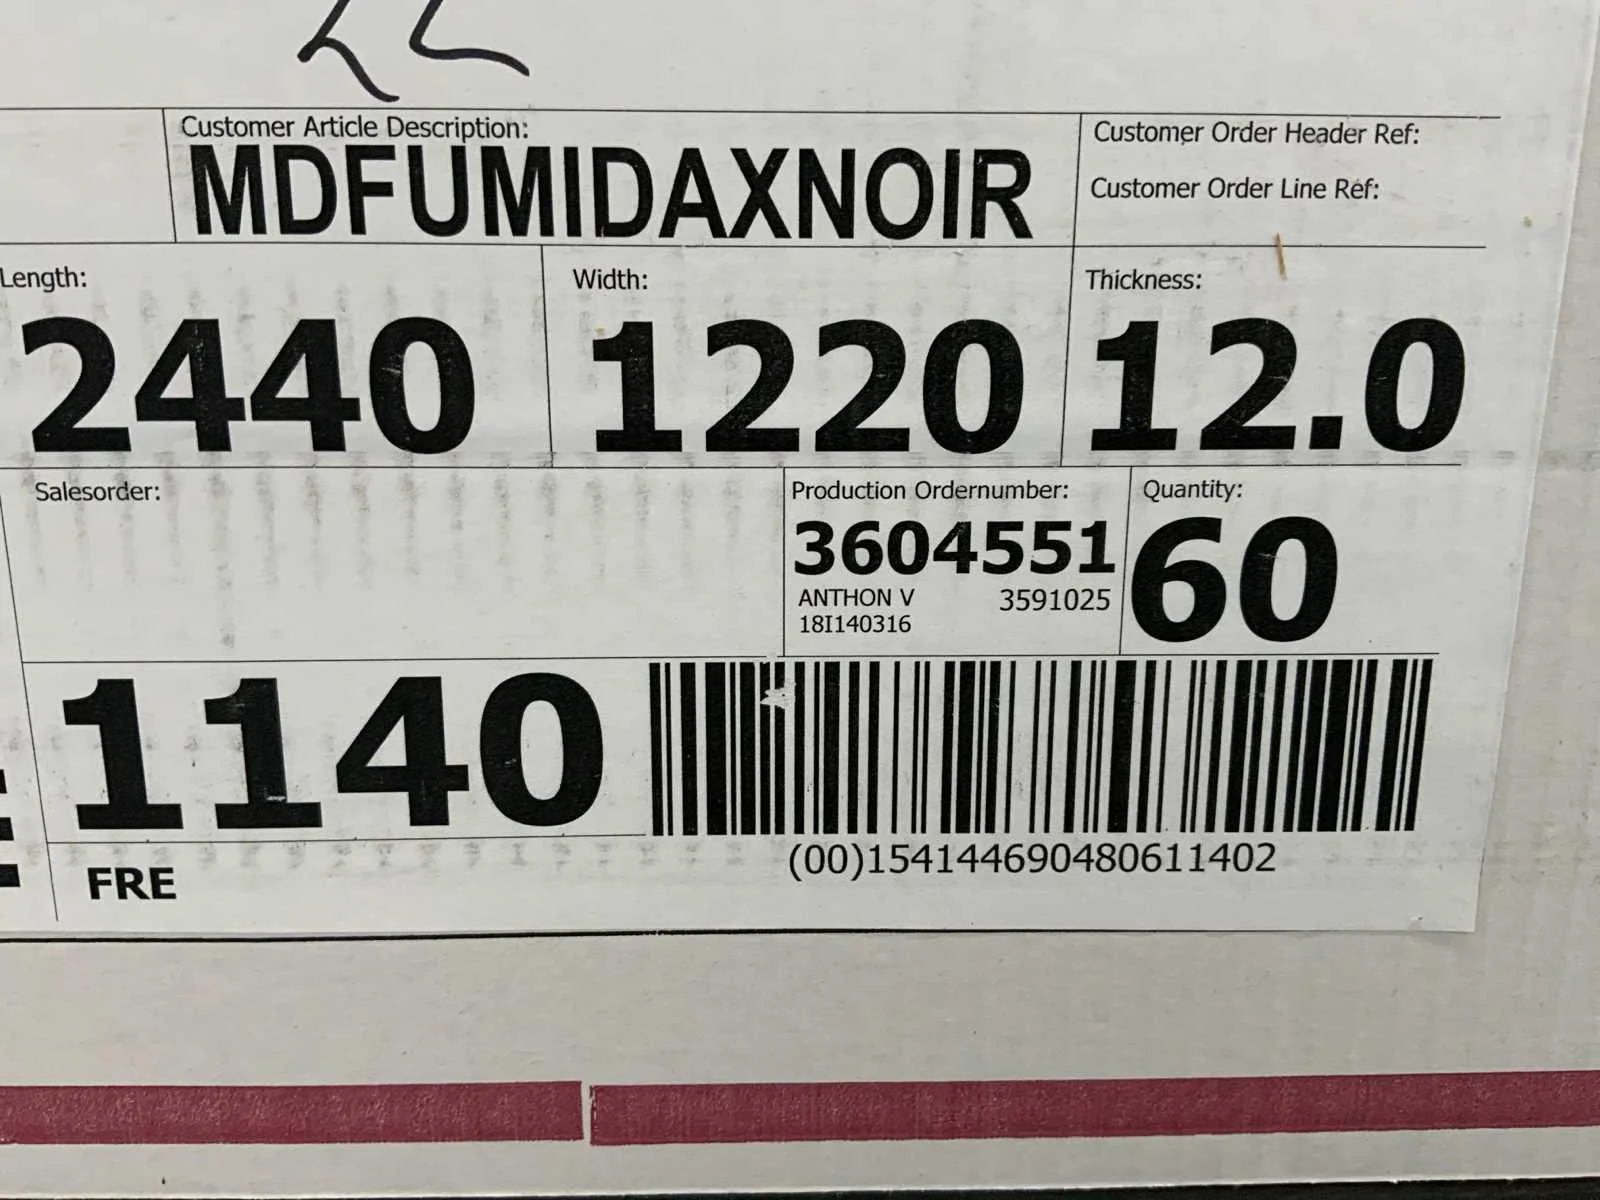 Customer Article Description:
MDFUMIDAXNOIR
Customer Order Header Ref:
Customer Order Line Ref:
Length:
2440
Width:
1220
Thickness:
12.0
Salesorder:
Production Ordernumber:
3604551
ANTHON V 3591025
18I140316
Quantity:
60
1140
(00)154144690480611402
FRE